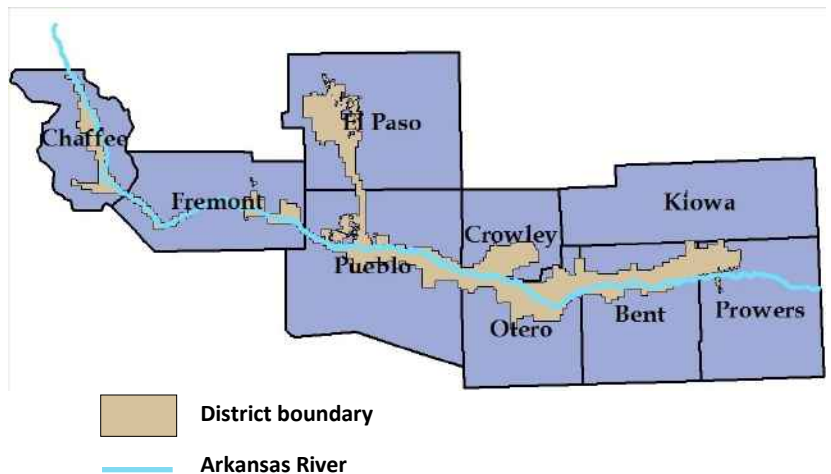 El Paso
Chaffee
Fremont
Kiowa
Crowley
Pueblo
Otero
Bent
Prowers
District boundary
Arkansas River